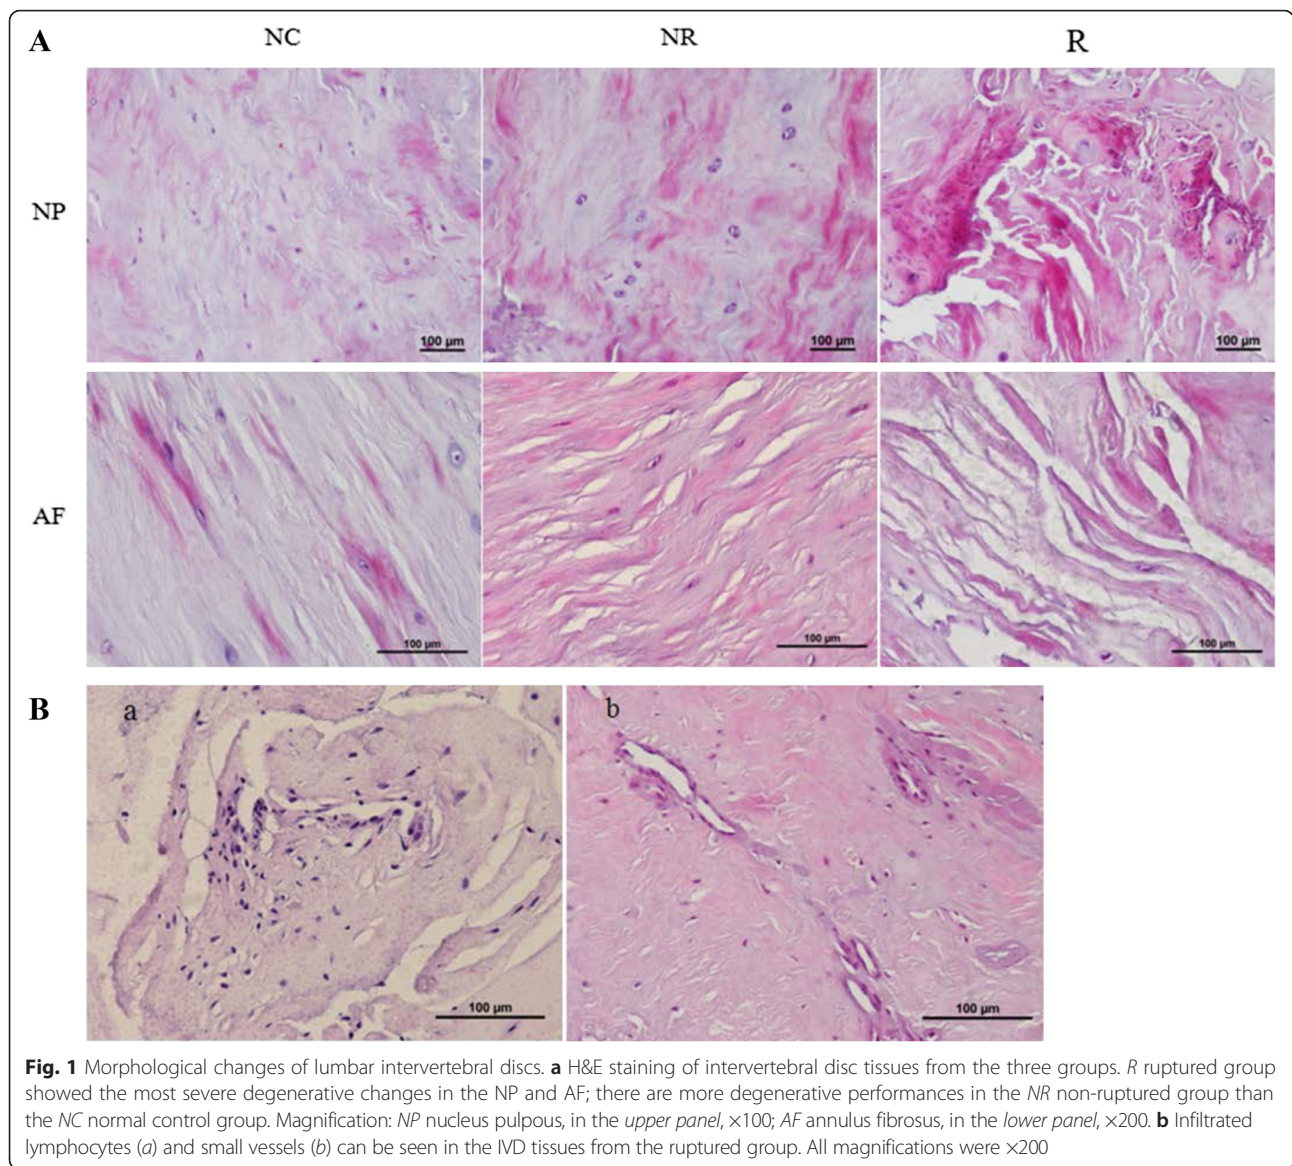 A
NC
NR
R
NP
100 µm
100 µm
100 µm
AF
100 µm
100 µm
100 µm
B
a
b
100 µm
100 µm
Fig. 1 Morphological changes of lumbar intervertebral discs. a H&E staining of intervertebral disc tissues from the three groups. R ruptured group
showed the most severe degenerative changes in the NP and AF; there are more degenerative performances in the NR non-ruptured group than
the NC normal control group. Magnification: NP nucleus pulpous, in the upper panel, ×100; AF annulus fibrosus, in the lower panel, ×200. b Infiltrated
lymphocytes (a) and small vessels (b) can be seen in the IVD tissues from the ruptured group. All magnifications were ×200